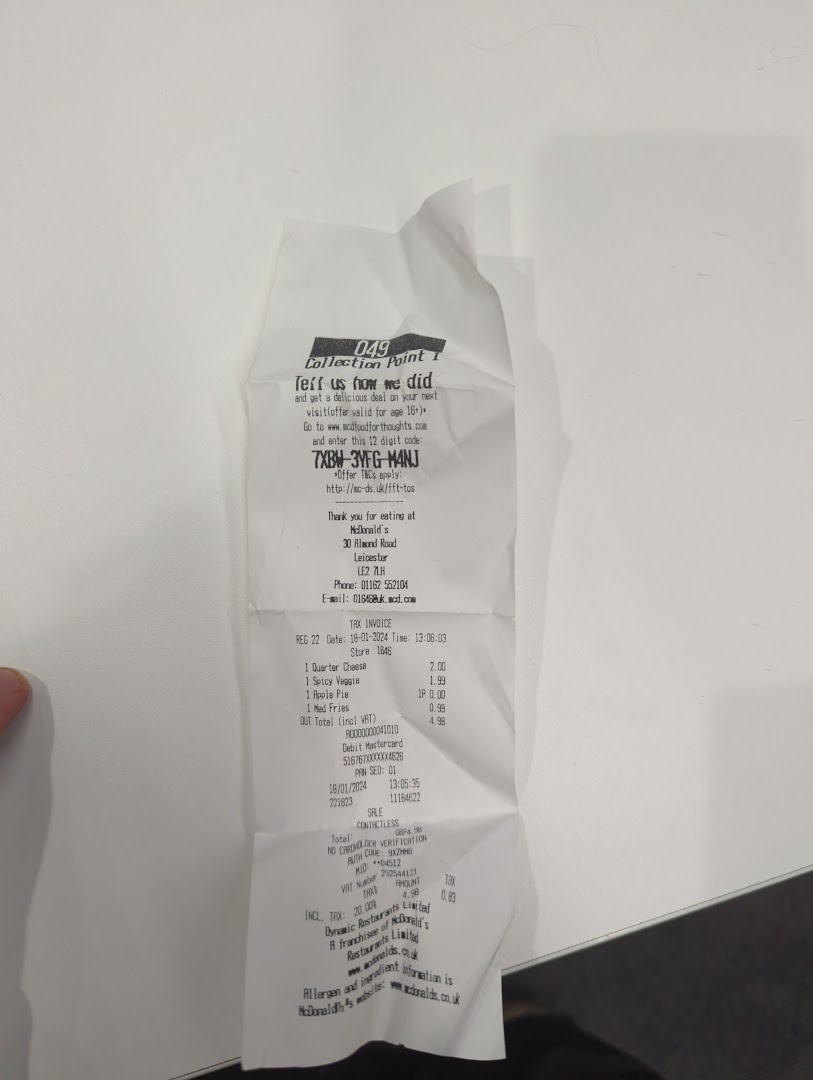 049
Collection Point 1
Tell us how we did
and get a delicious deal on your next
visit(offer valid for age 16+)*
Go to www.mcdfoodforthoughts.com
and enter this 12 digit code:
7XBW-3YFG-M4NJ
*Offer T&Cs apply:
http://mc-ds.uk/fft-tos
Thank you for eating at
McDonald's
30 Almond Road
Leicester
LE2 7LH
Phone: 01162 552104
E-mail: 01646@uk.mcd.com
TAX INVOICE
REG 22 Date: 18-01-2024 Time: 13:06:03
Store 1646
1 Quarter Cheese 2.00
1 Spicy Veggie 1.99
1 Apple Pie 1P 0.00
1 Med Fries 0.99
OUT Total (incl VAT) 4.98
A0000000041010
Debit Mastercard
516767XXXXXX4626
PAN SEQ: 01
18/01/2024 13:05:35
221823 11164622
SALE
CONTACTLESS
Total: GBP4.98
NO CARDHOLDER VERIFICATION
AUTH CODE: 9XZMMG
MID: **04512
VAT Number 252544121
TAX% AMOUNT TAX
INCL. TAX: 20.00% 4.98 0.83
Dynamic Restaurants Limited
A franchisee of McDonald's
Restaurants Limited
www.mcdonalds.co.uk
Allergen and ingredient information is
website: www.mcdonalds.co.uk